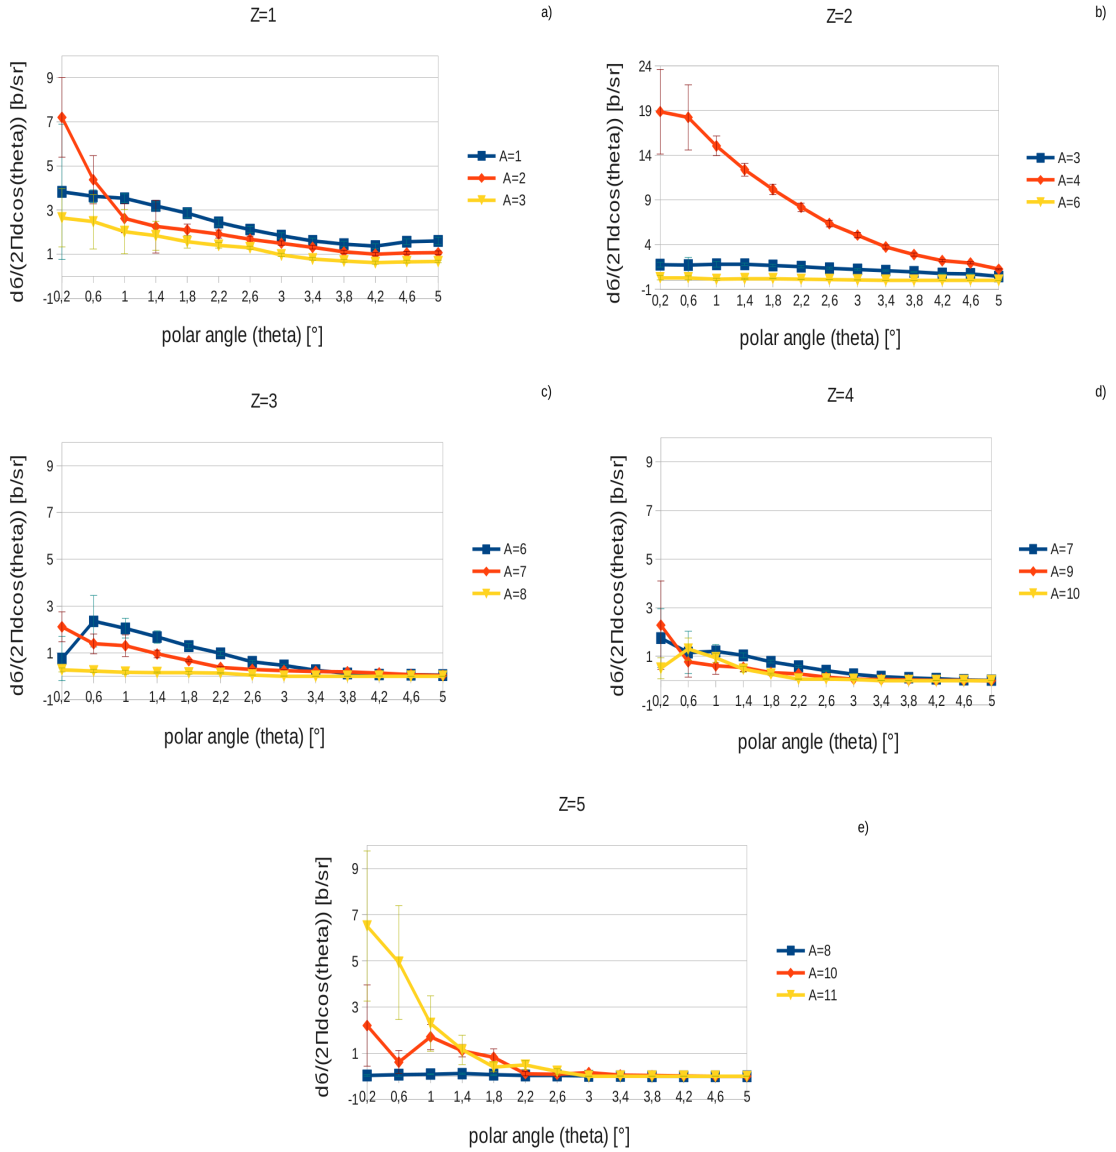 Z=1
a)
dб/(2Πdcos(theta)) [b/sr]
9
7
5
3
1
-1
0,2 0,6 1 1,4 1,8 2,2 2,6 3 3,4 3,8 4,2 4,6 5
polar angle (theta) [°]
A=1
A=2
A=3
Z=2
b)
dб/(2Πdcos(theta)) [b/sr]
24
19
14
9
4
-1
0,2 0,6 1 1,4 1,8 2,2 2,6 3 3,4 3,8 4,2 4,6 5
polar angle (theta) [°]
A=3
A=4
A=6
Z=3
c)
dб/(2Πdcos(theta)) [b/sr]
9
7
5
3
1
-1
0,2 0,6 1 1,4 1,8 2,2 2,6 3 3,4 3,8 4,2 4,6 5
polar angle (theta) [°]
A=6
A=7
A=8
Z=4
d)
dб/(2Πdcos(theta)) [b/sr]
9
7
5
3
1
-1
0,2 0,6 1 1,4 1,8 2,2 2,6 3 3,4 3,8 4,2 4,6 5
polar angle (theta) [°]
A=7
A=9
A=10
Z=5
e)
dб/(2Πdcos(theta)) [b/sr]
9
7
5
3
1
-1
0,2 0,6 1 1,4 1,8 2,2 2,6 3 3,4 3,8 4,2 4,6 5
polar angle (theta) [°]
A=8
A=10
A=11